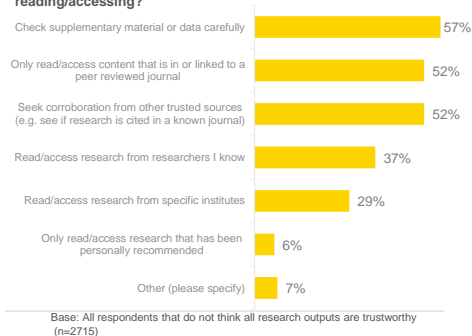 reading/accessing?
Check supplementary material or data carefully
57%
Only read/access content that is in or linked to a
peer reviewed journal
52%
Seek corroboration from other trusted sources
(e.g. see if research is cited in a known journal)
52%
Read/access research from researchers I know
37%
Read/access research from specific institutes
29%
Only read/access research that has been
personally recommended
6%
Other (please specify)
7%
Base: All respondents that do not think all research outputs are trustworthy
(n=2715)